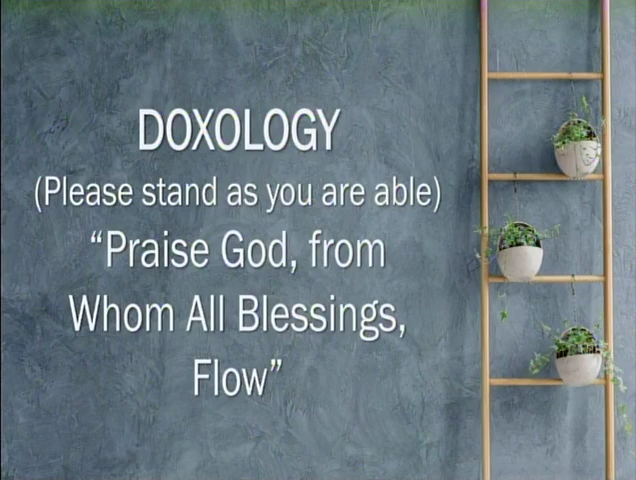 DOXOLOGY
(Please stand as you are able)
“Praise God, from
Whom All Blessings,
Flow”